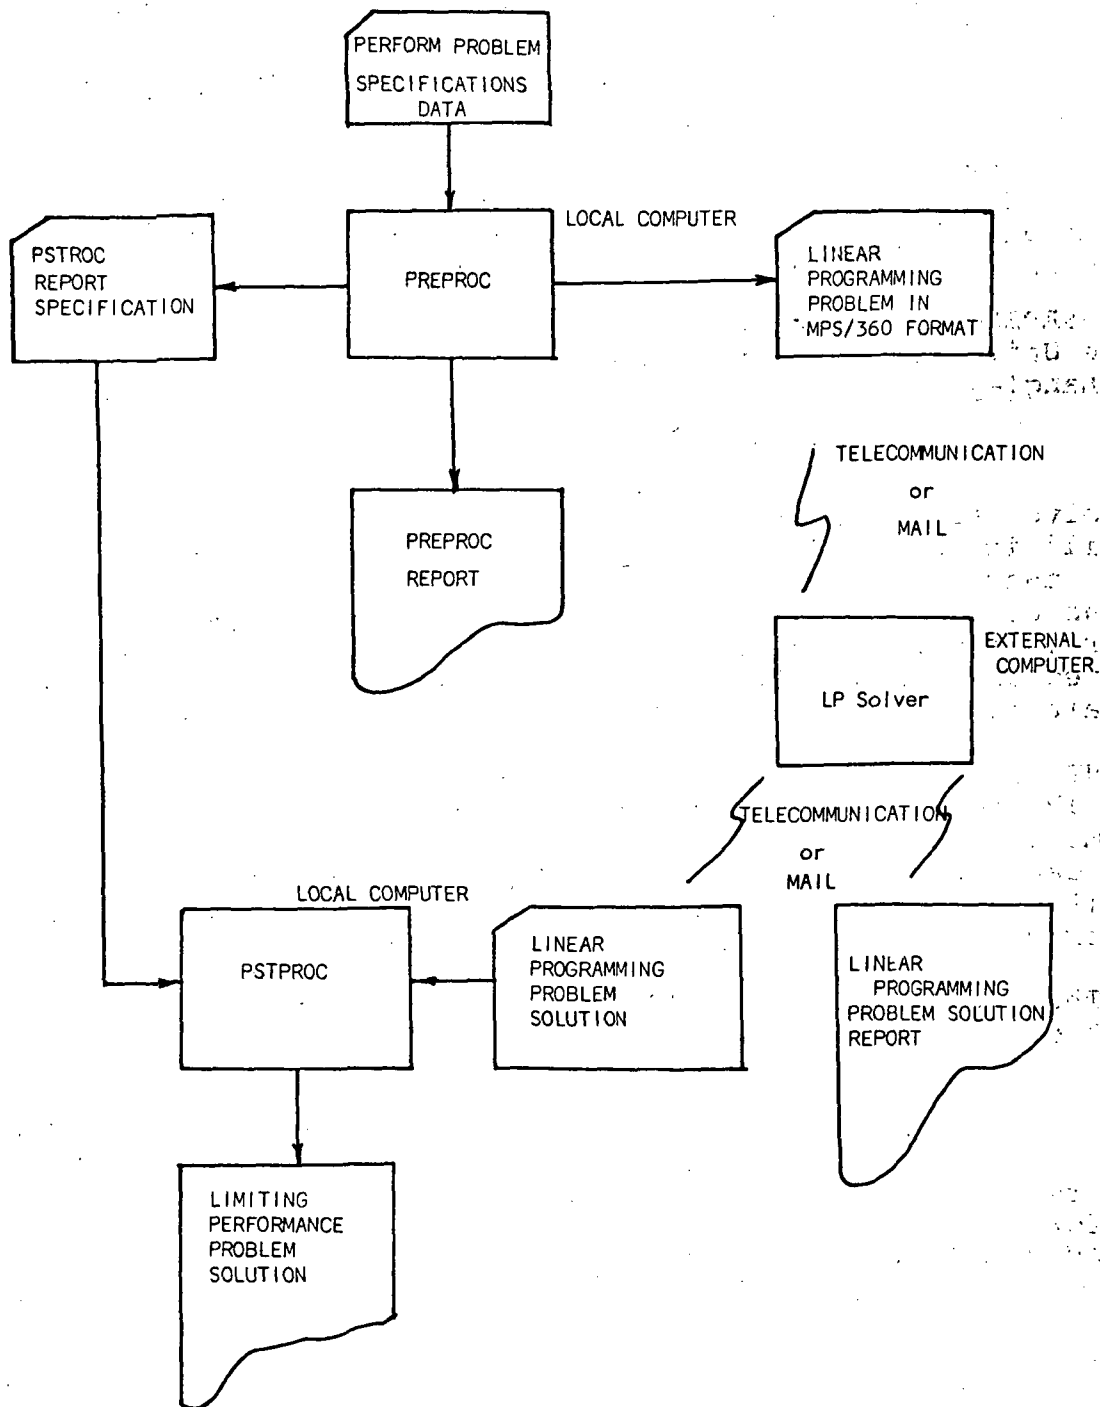 PERFORM PROBLEM
SPECIFICATIONS
DATA
LOCAL COMPUTER
PSTROC
REPORT
SPECIFICATION
PREPROC
LINEAR
PROGRAMMING
PROBLEM IN
MPS/360 FORMAT
TELECOMMUNICATION
or
MAIL
PREPROC
REPORT
EXTERNAL
COMPUTER
LP Solver
TELECOMMUNICATION
or
MAIL
LOCAL COMPUTER
PSTPROC
LINEAR
PROGRAMMING
PROBLEM
SOLUTION
LINEAR
PROGRAMMING
PROBLEM SOLUTION
REPORT
LIMITING
PERFORMANCE
PROBLEM
SOLUTION